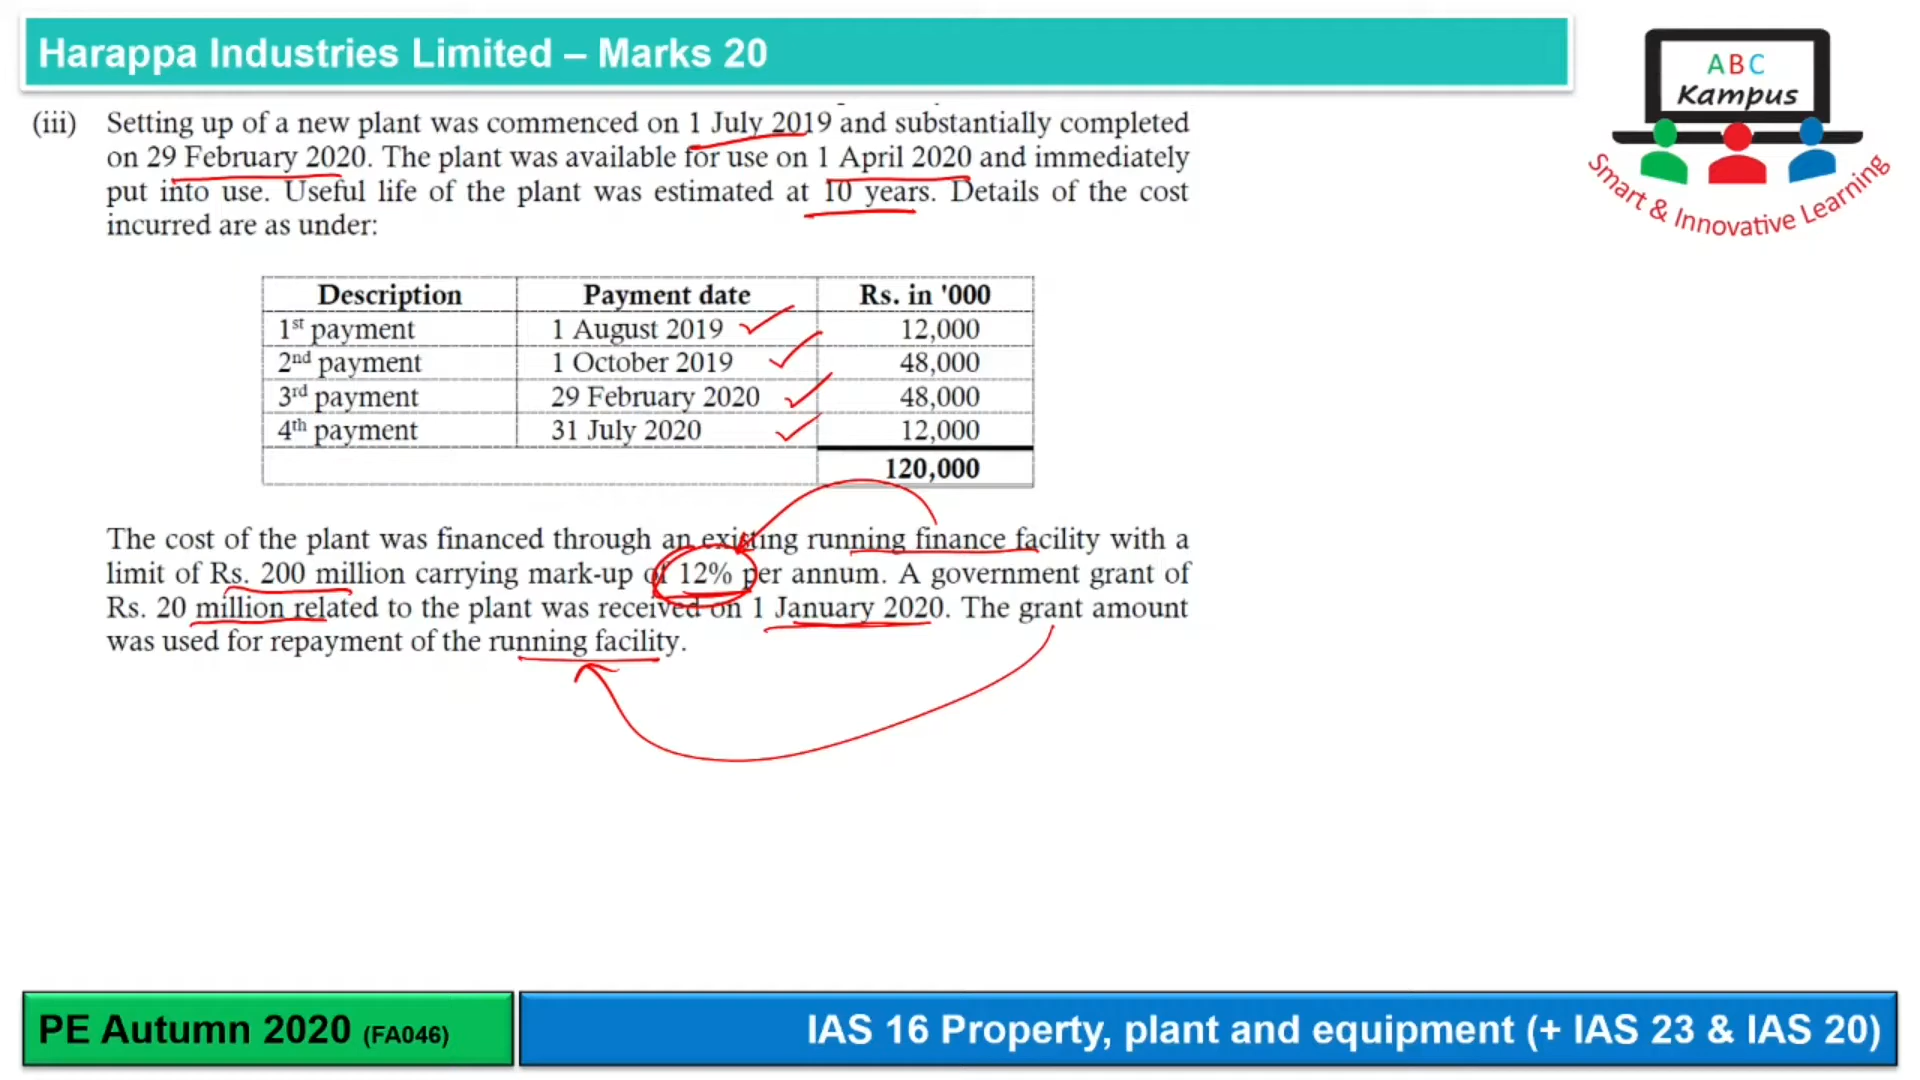 Harappa Industries Limited – Marks 20
ABC
Kampus
Smart & Innovative Learning
(iii) Setting up of a new plant was commenced on 1 July 2019 and substantially completed
on 29 February 2020. The plant was available for use on 1 April 2020 and immediately
put into use. Useful life of the plant was estimated at 10 years. Details of the cost
incurred are as under:
Description Payment date Rs. in '000
1st payment 1 August 2019 12,000
2nd payment 1 October 2019 48,000
3rd payment 29 February 2020 48,000
4th payment 31 July 2020 12,000
120,000
The cost of the plant was financed through an existing running finance facility with a
limit of Rs. 200 million carrying mark-up of 12% per annum. A government grant of
Rs. 20 million related to the plant was received on 1 January 2020. The grant amount
was used for repayment of the running facility.
PE Autumn 2020 (FA046)
IAS 16 Property, plant and equipment (+ IAS 23 & IAS 20)